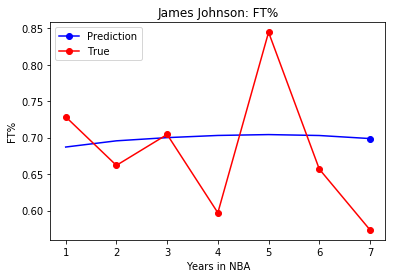 James Johnson: FT%
Prediction
True
0.85
0.80
0.75
0.70
0.65
0.60
FT%
1 2 3 4 5 6 7
Years in NBA